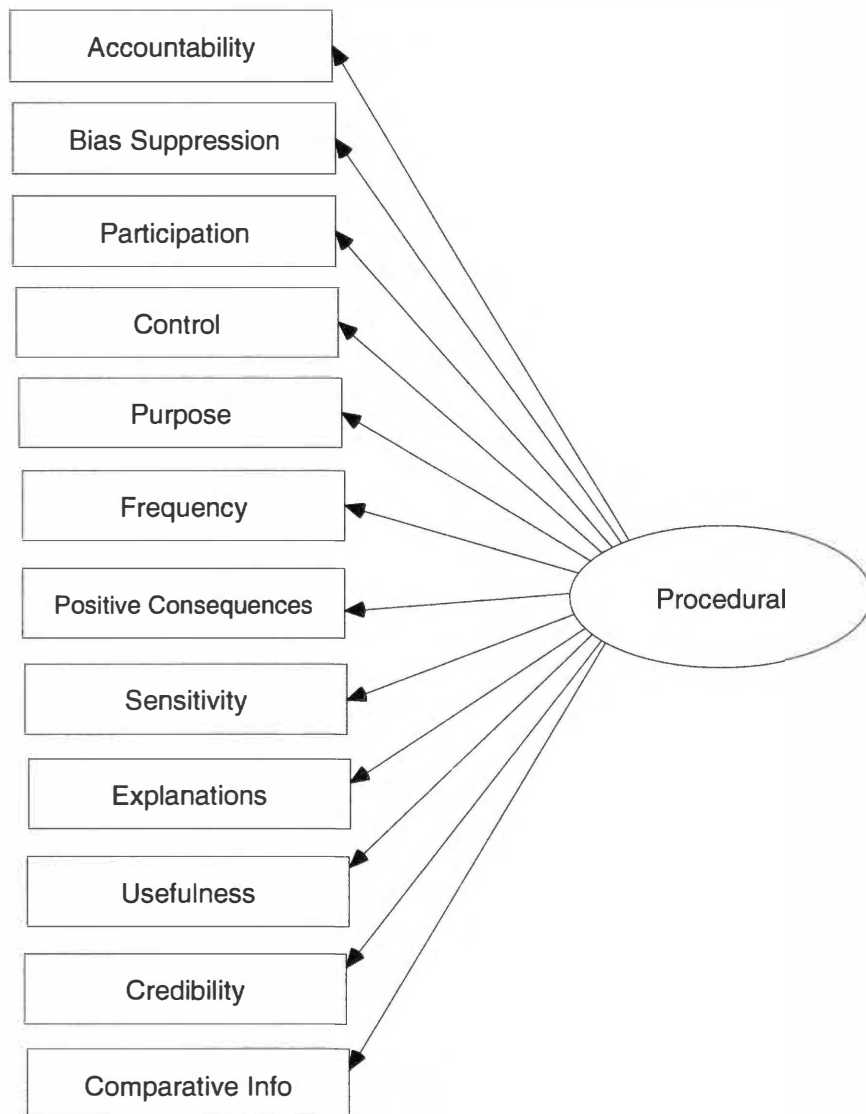 Accountability
Bias Suppression
Participation
Control
Purpose
Frequency
Positive Consequences
Procedural
Sensitivity
Explanations
Usefulness
Credibility
Comparative Info